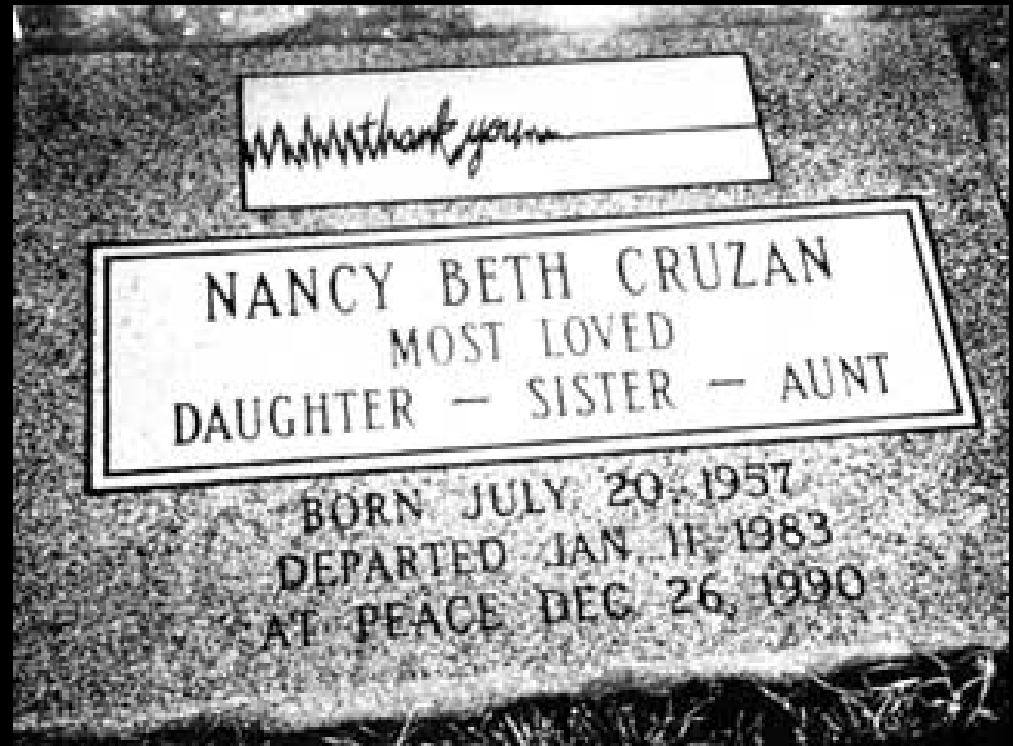 thank you
NANCY BETH CRUZAN
MOST LOVED
DAUGHTER — SISTER — AUNT
BORN JULY 20, 1957
DEPARTED JAN 11, 1983
AT PEACE DEC 26, 1990